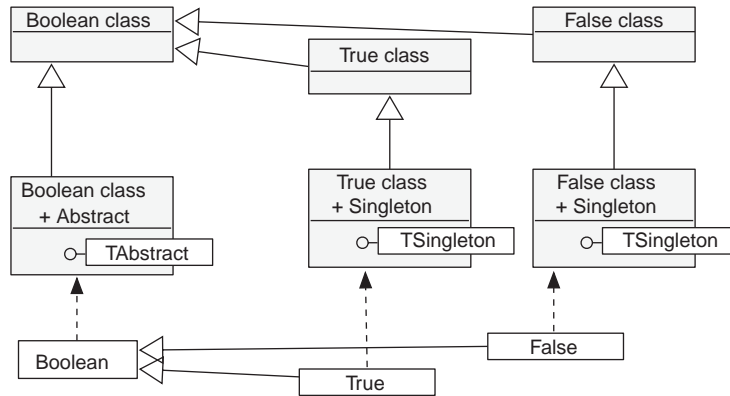 Boolean class
True class
False class
Boolean class
+ Abstract
TAbstract
True class
+ Singleton
TSingleton
False class
+ Singleton
TSingleton
Boolean
True
False